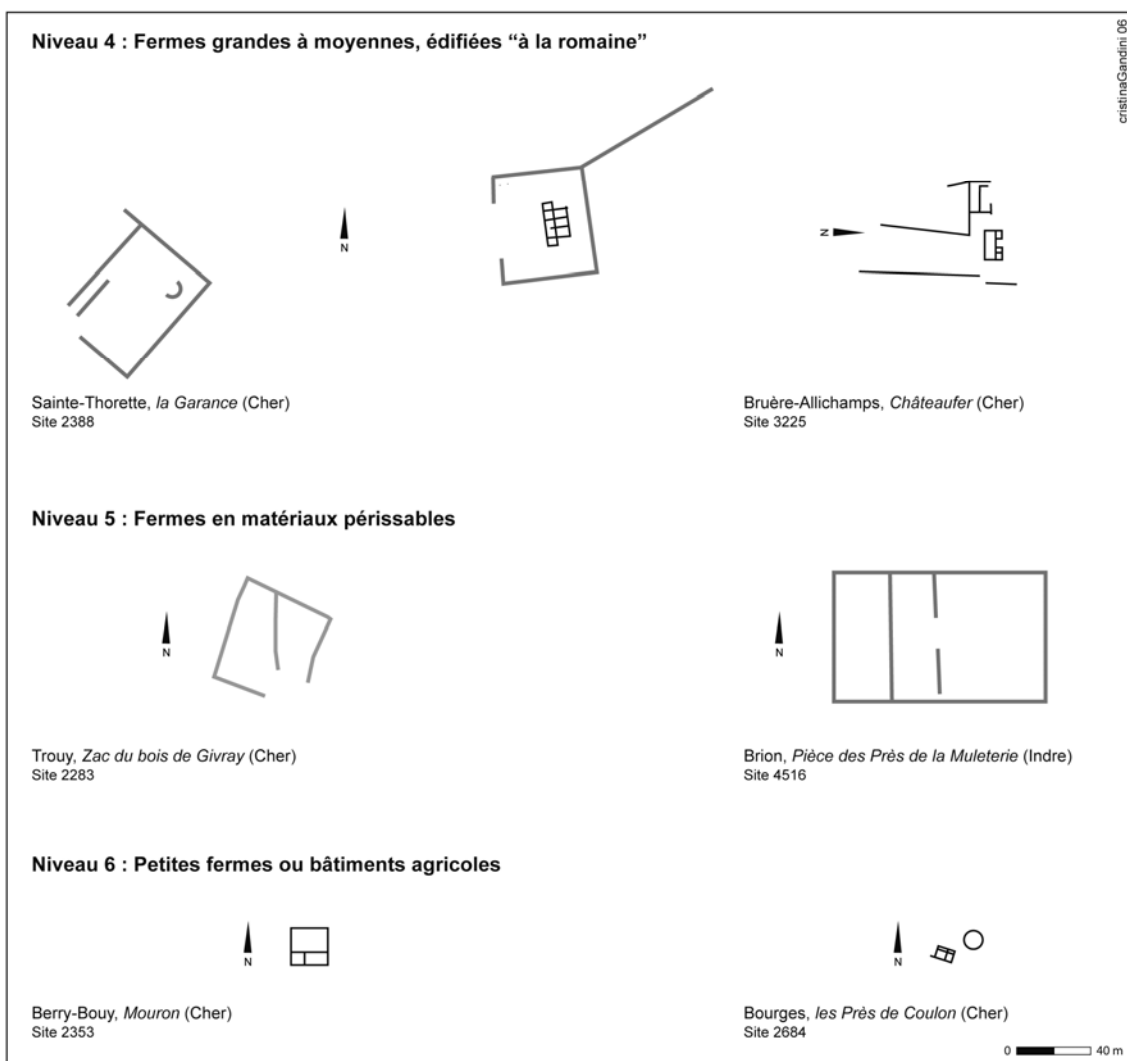 Niveau 4 : Fermes grandes à moyennes, édifiées “à la romaine”
cristinaGandini 06
N
N
Sainte-Thorette, la Garance (Cher)
Site 2388
Bruère-Allichamps, Châteaufer (Cher)
Site 3225
Niveau 5 : Fermes en matériaux périssables
N
N
Trouy, Zac du bois de Givray (Cher)
Site 2283
Brion, Pièce des Près de la Muleterie (Indre)
Site 4516
Niveau 6 : Petites fermes ou bâtiments agricoles
N
N
Berry-Bouy, Mouron (Cher)
Site 2353
Bourges, les Près de Coulon (Cher)
Site 2684
0 40 m